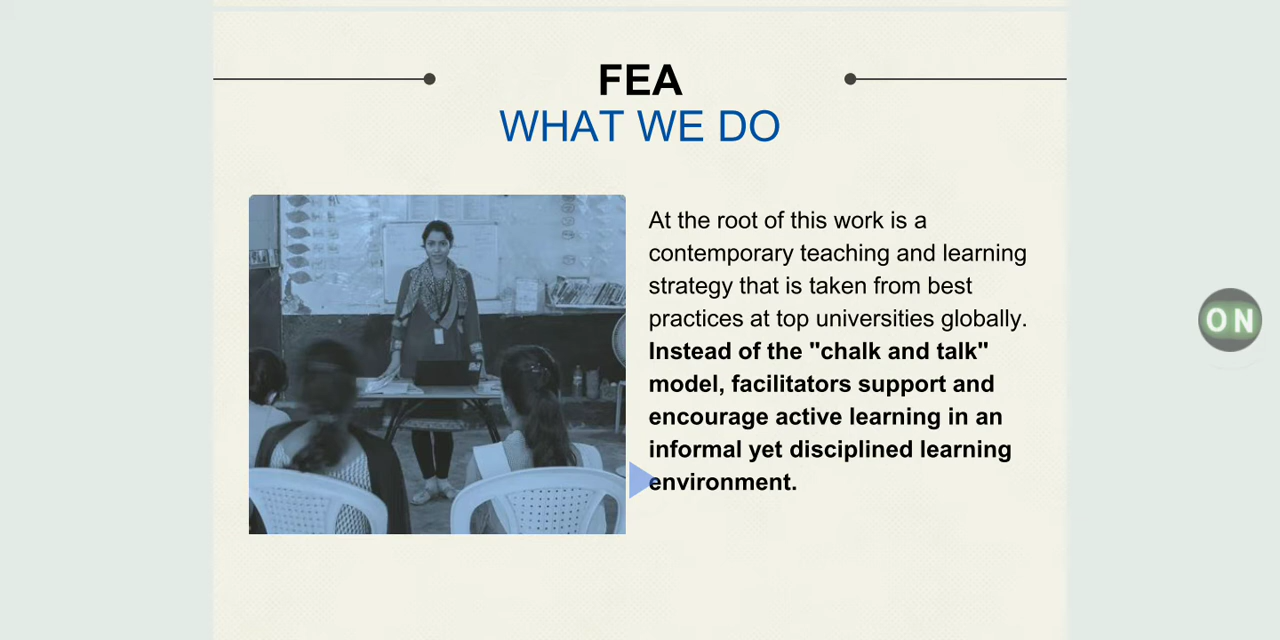 FEA
WHAT WE DO
At the root of this work is a
contemporary teaching and learning
strategy that is taken from best
practices at top universities globally.
Instead of the "chalk and talk"
model, facilitators support and
encourage active learning in an
informal yet disciplined learning
environment.
ON